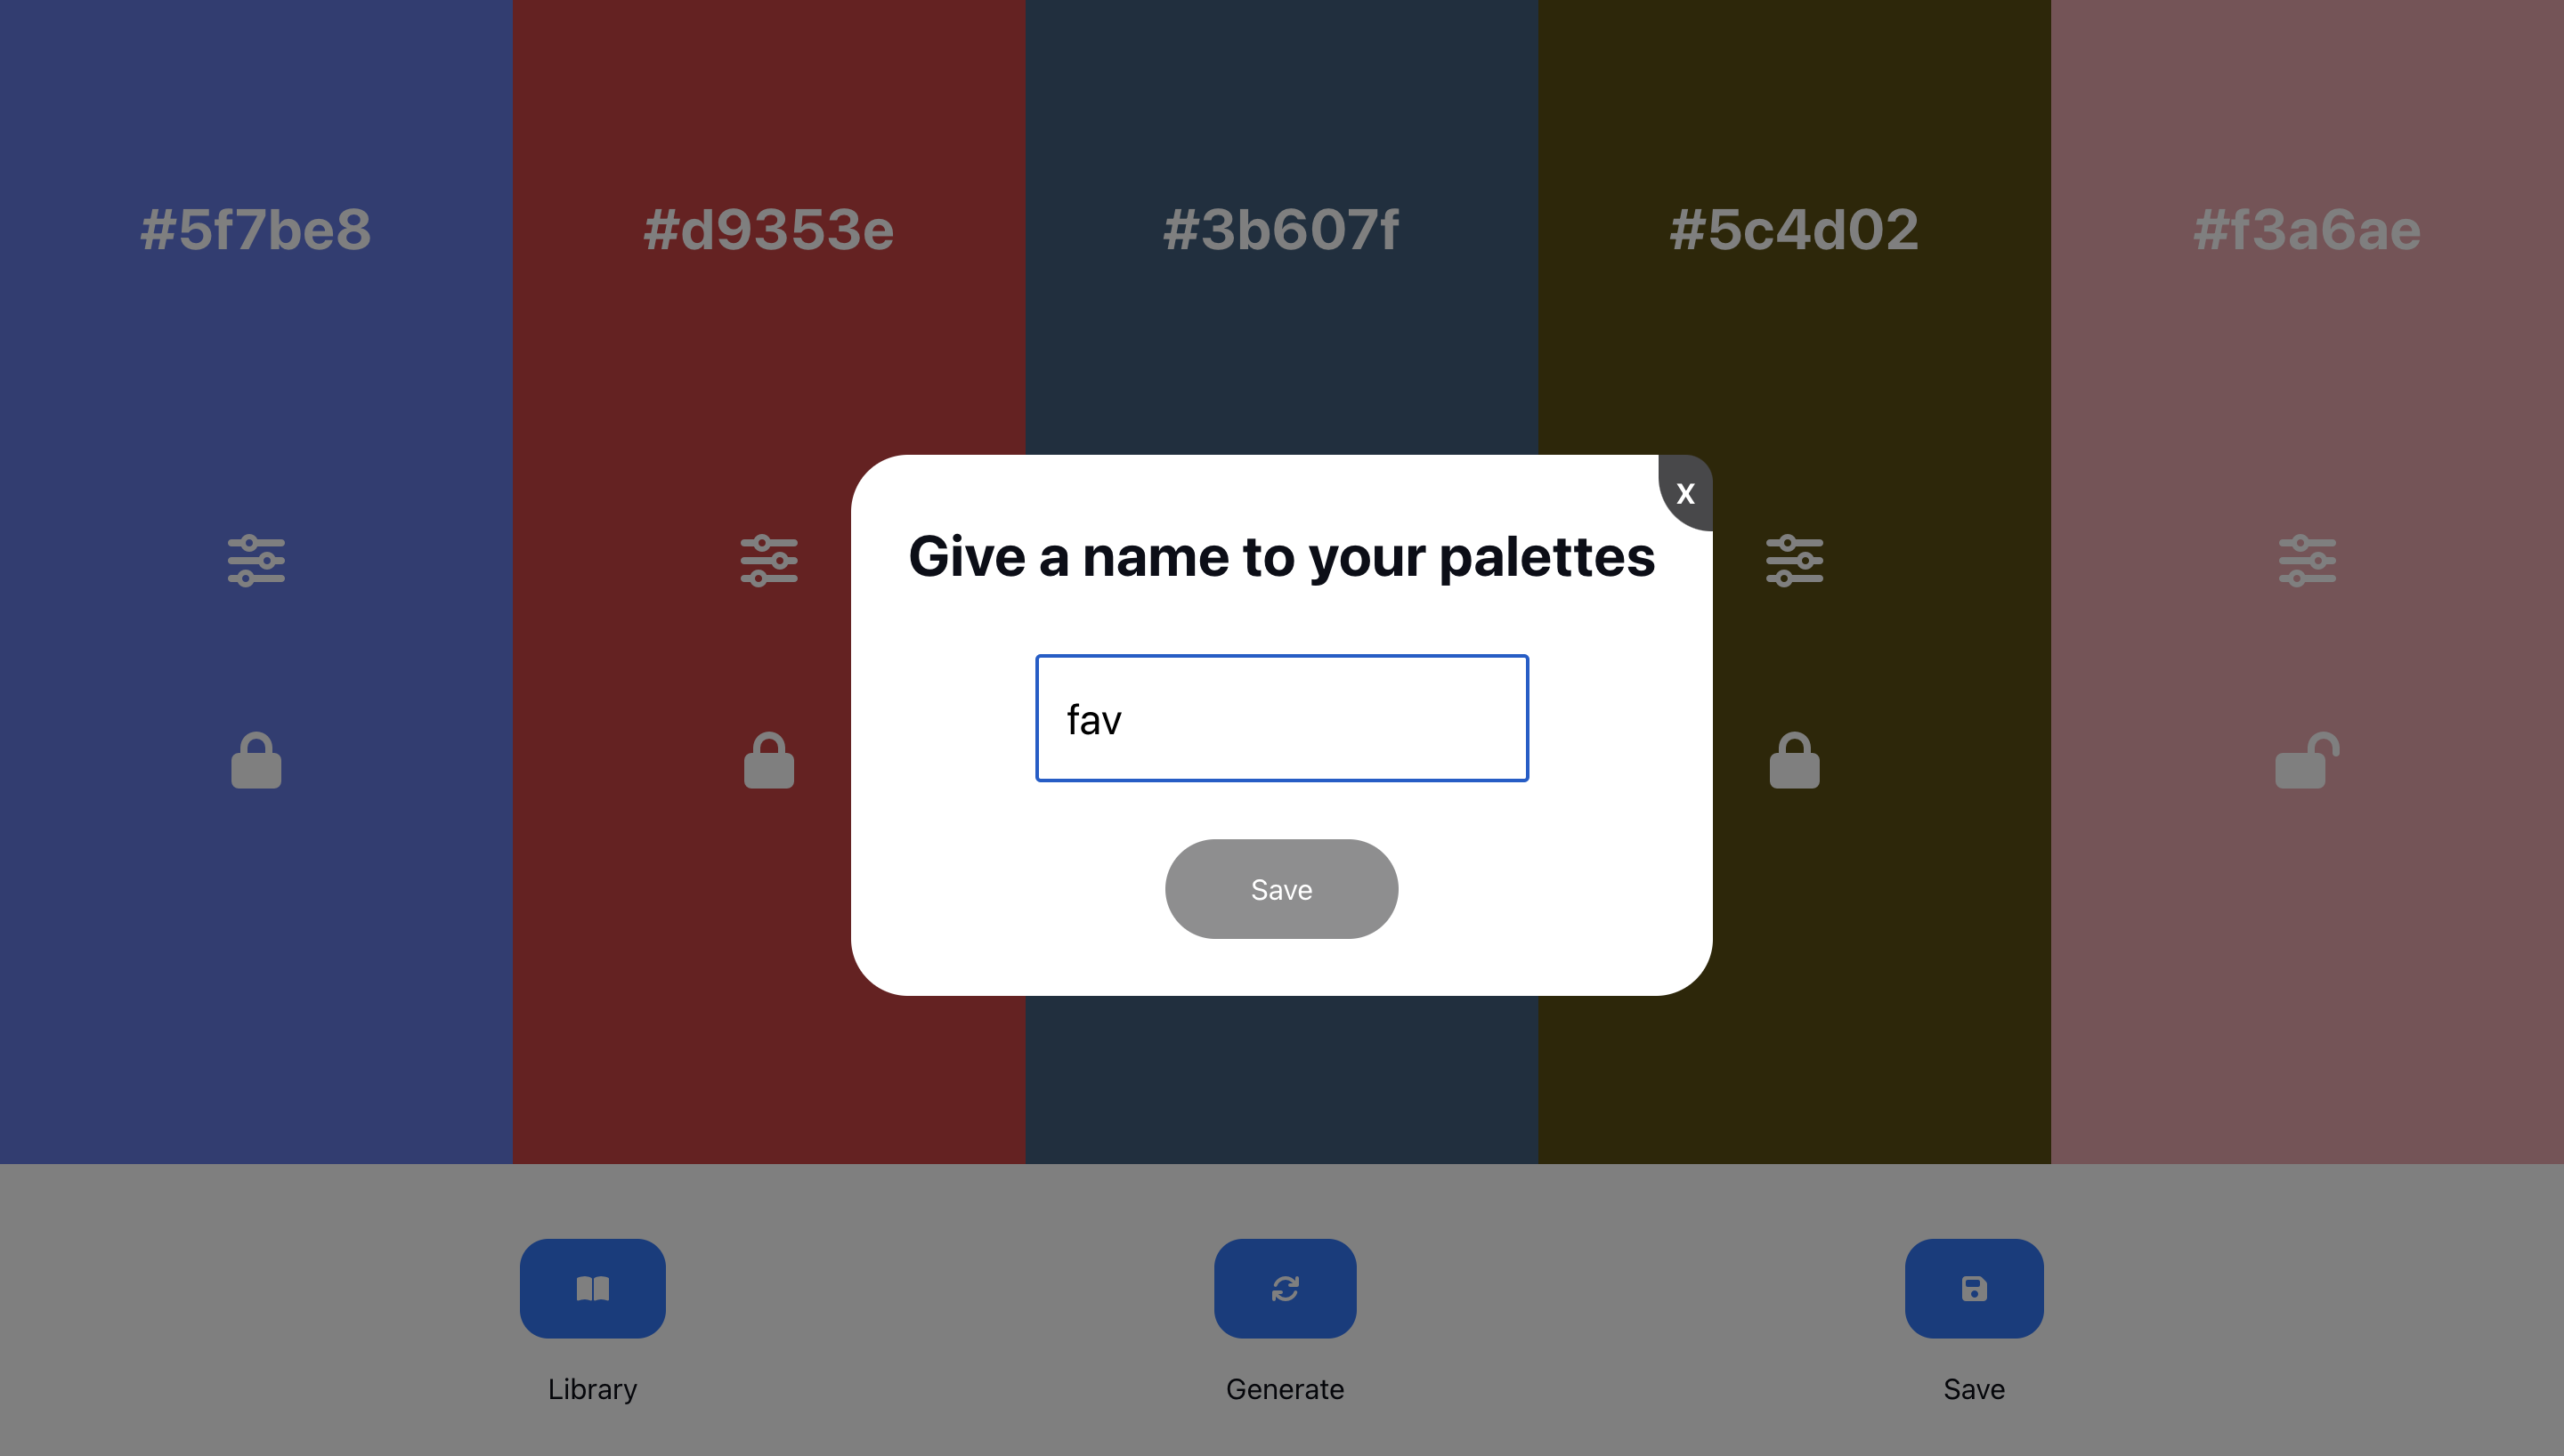 #5f7be8
#d9353e
#3b607f
#5c4d02
#f3a6ae
X
Give a name to your palettes
fav
Save
Library
Generate
Save